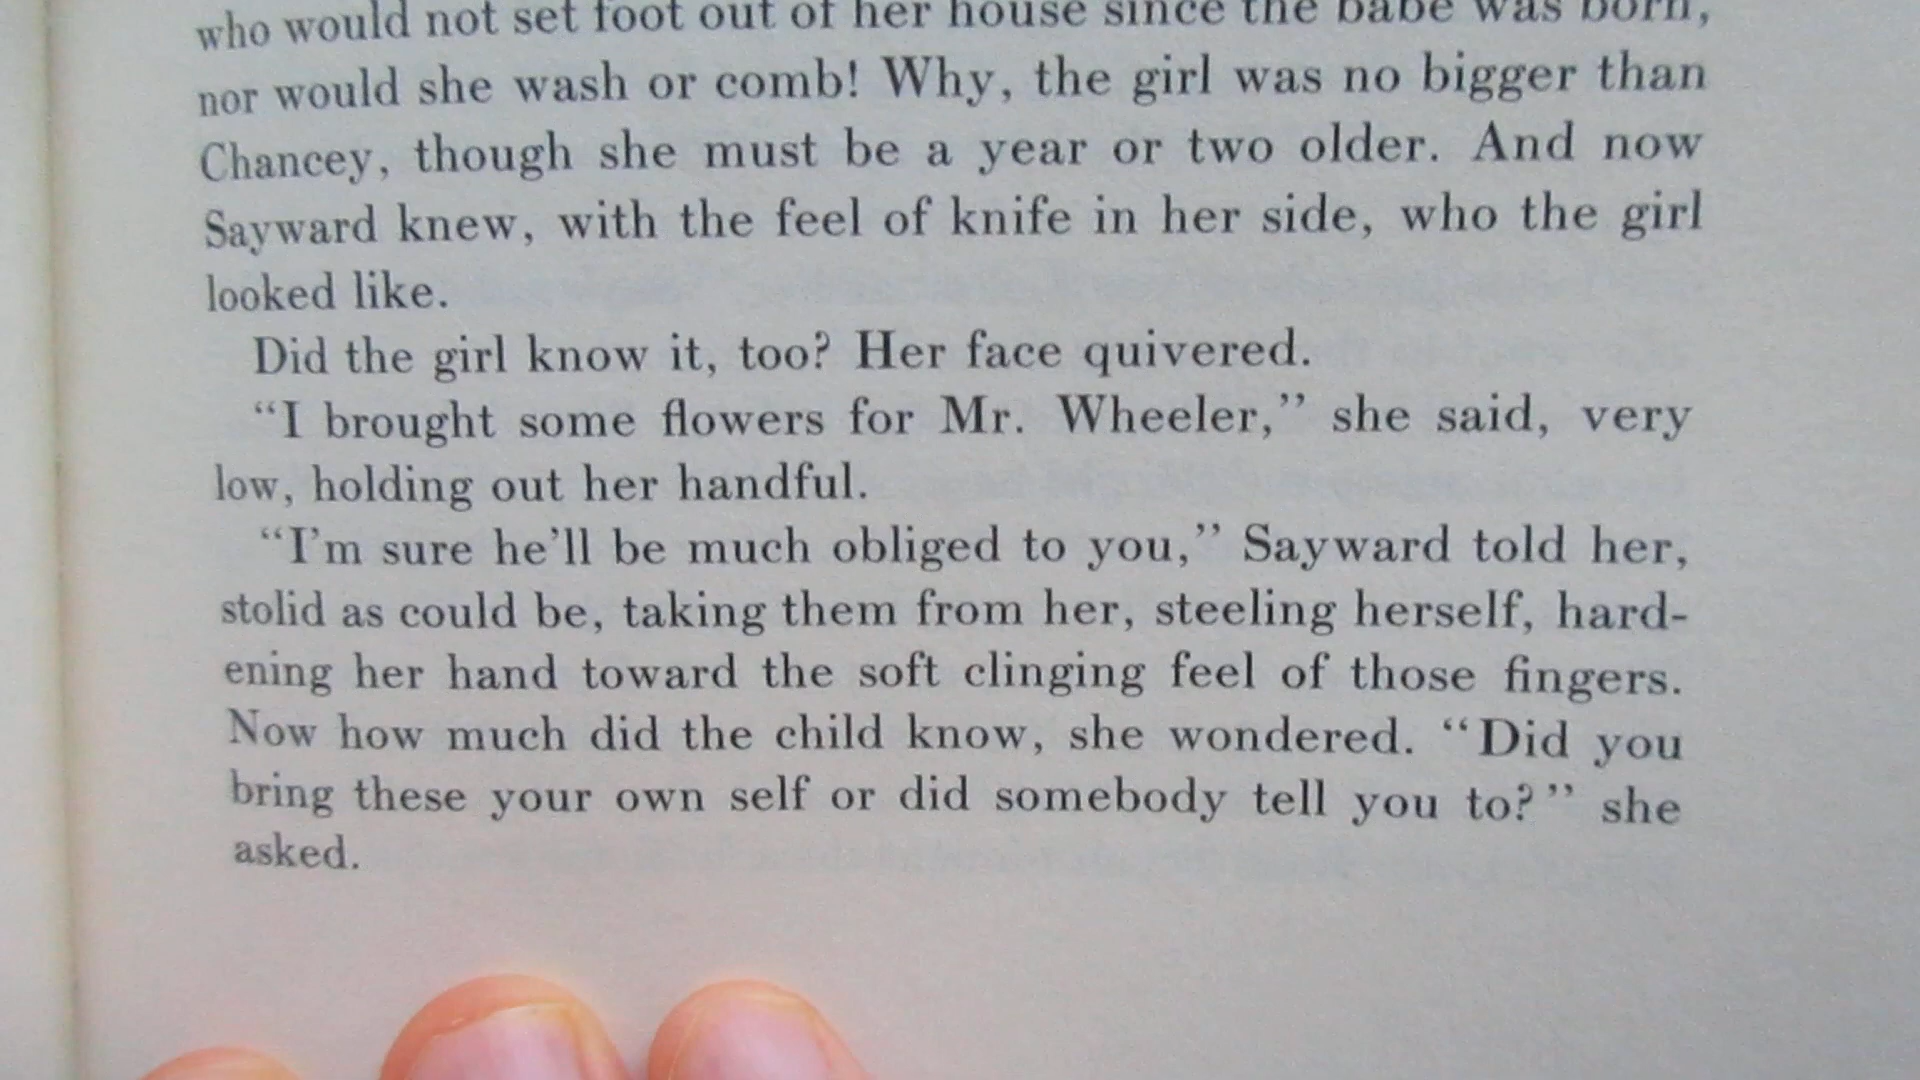 who would not set foot out of her house since the babe was born,
nor would she wash or comb! Why, the girl was no bigger than
Chancey, though she must be a year or two older. And now
Sayward knew, with the feel of knife in her side, who the girl
looked like.
Did the girl know it, too? Her face quivered.
“I brought some flowers for Mr. Wheeler,” she said, very
low, holding out her handful.
“I'm sure he'll be much obliged to you,” Sayward told her,
stolid as could be, taking them from her, steeling herself, hard-
ening her hand toward the soft clinging feel of those fingers.
Now how much did the child know, she wondered. “Did you
bring these your own self or did somebody tell you to?” she
asked.